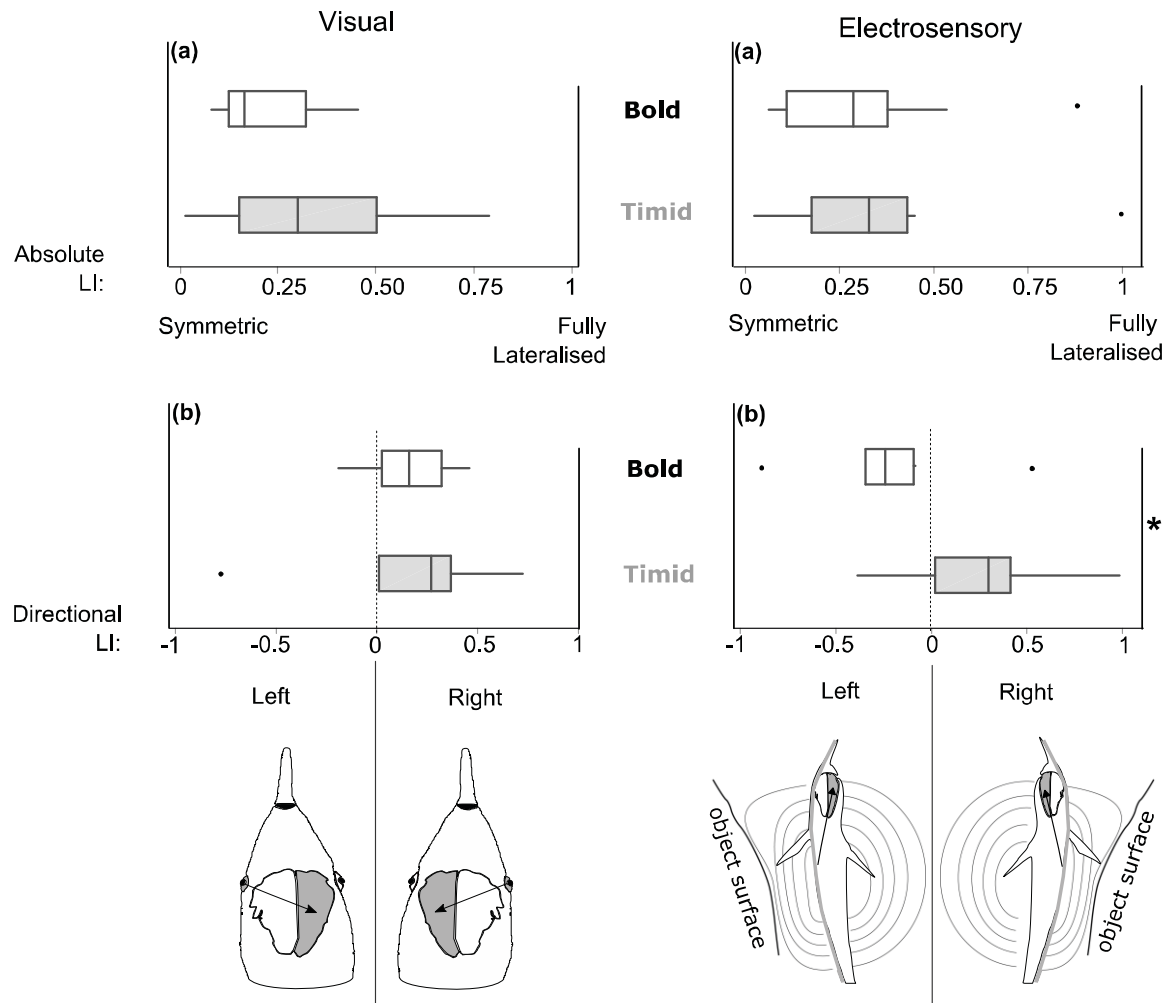 Visual
Electrosensory
(a)
(a)
Bold
Timid
Absolute
LI:
0 0.25 0.50 0.75 1
0 0.25 0.50 0.75 1
Symmetric
Fully
Lateralised
Symmetric
Fully
Lateralised
(b)
(b)
Bold
*
Timid
Directional
LI:
-1 -0.5 0 0.5 1
-1 -0.5 0 0.5 1
Left Right
Left Right
object surface
object surface